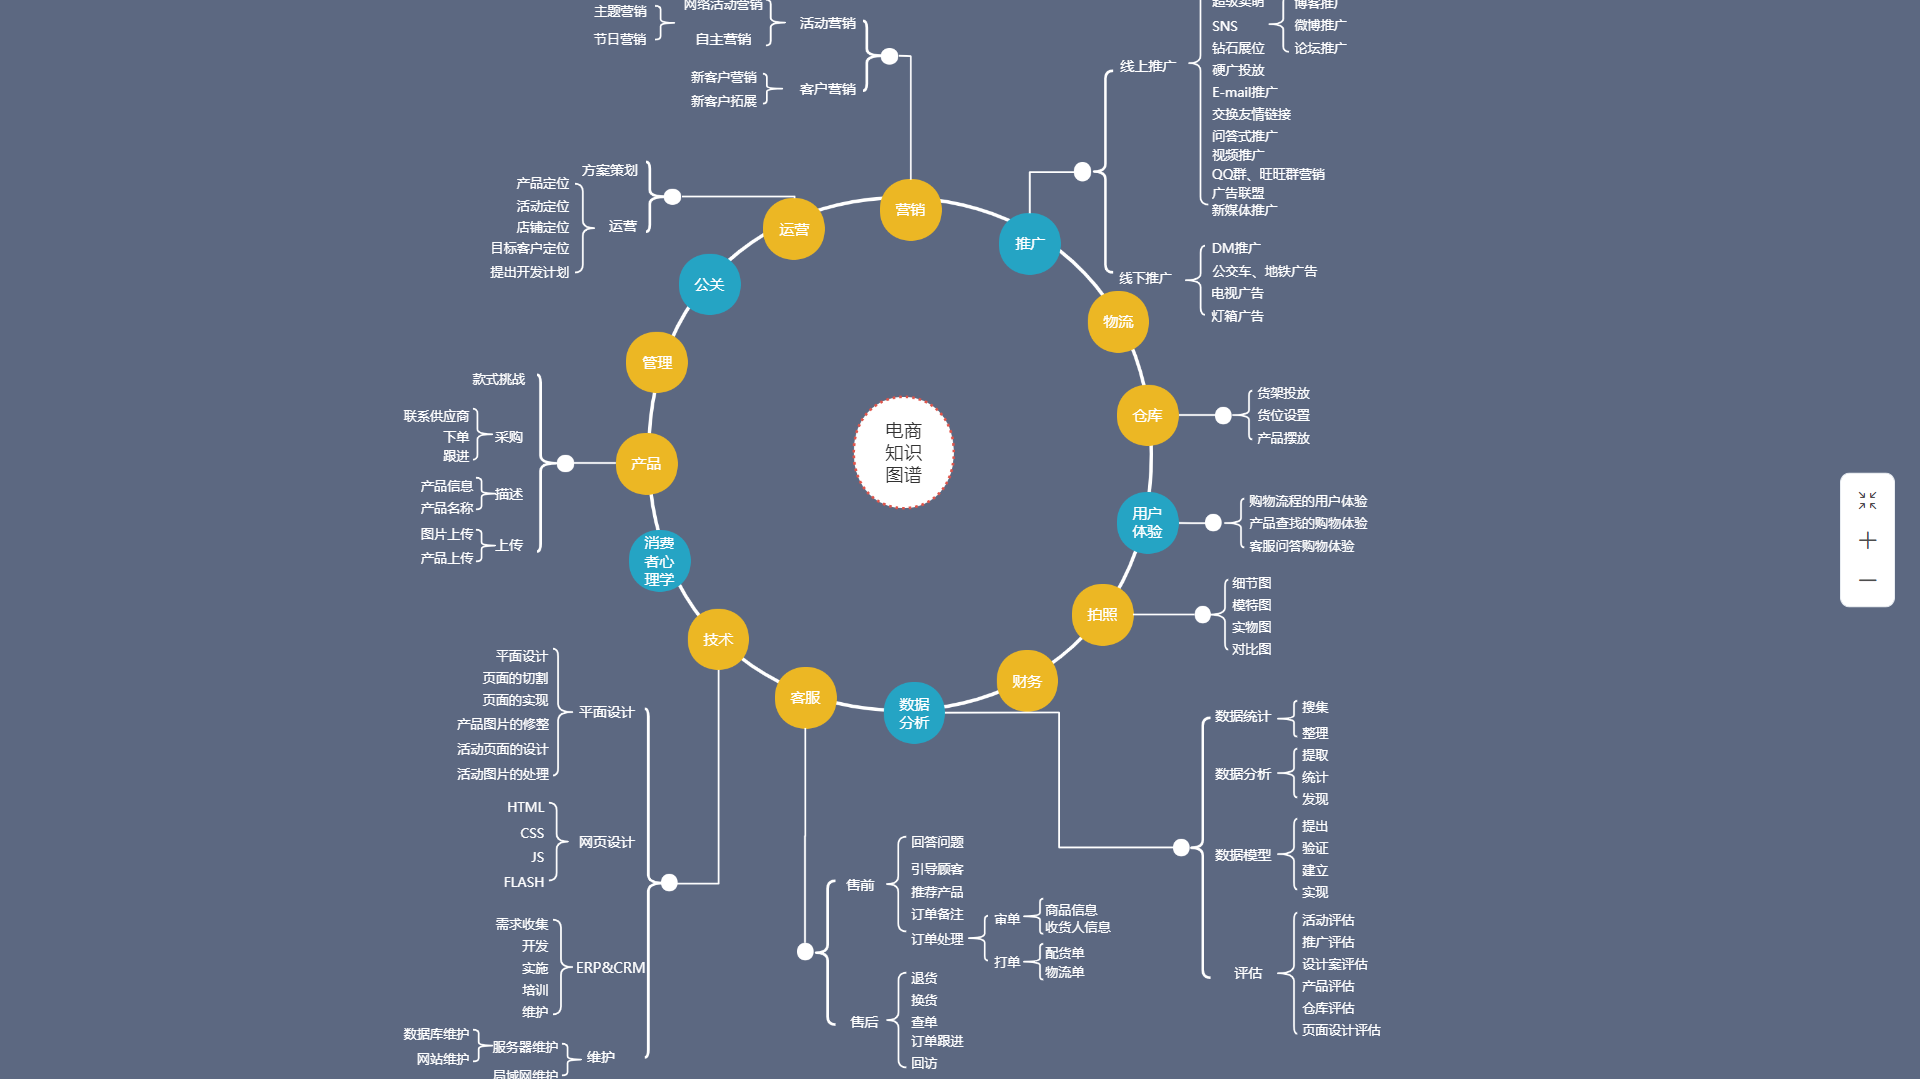 主题营销
节日营销
网络活动营销
自主营销
活动营销
新客户营销
新客户拓展
客户营销
方案策划
产品定位
活动定位
店铺定位
目标客户定位
提出开发计划
运营
超级卖萌
SNS
钻石展位
硬广投放
E-mail推广
交换友情链接
问答式推广
视频推广
QQ群、旺旺群营销
广告联盟
新媒体推广
博客推广
微博推广
论坛推广
线上推广
线下推广
DM推广
公交车、地铁广告
电视广告
灯箱广告
营销
推广
物流
仓库
用户
体验
拍照
财务
数据
分析
客服
技术
消费
者心
理学
产品
管理
公关
运营
电商
知识
图谱
货架投放
货位设置
产品摆放
购物流程的用户体验
产品查找的购物体验
客服问答购物体验
细节图
模特图
实物图
对比图
款式挑战
联系供应商
下单
跟进
采购
产品信息
产品名称
描述
图片上传
产品上传
上传
平面设计
页面的切割
页面的实现
产品图片的修整
活动页面的设计
活动图片的处理
平面设计
HTML
CSS
JS
FLASH
网页设计
需求收集
开发
实施
培训
维护
ERP&CRM
数据库维护
网站维护
服务器维护
局域网维护
维护
售前
回答问题
引导顾客
推荐产品
订单备注
订单处理
审单
商品信息
收货人信息
打单
配货单
物流单
售后
退货
换货
查单
订单跟进
回访
数据统计
搜集
整理
数据分析
提取
统计
发现
数据模型
提出
验证
建立
实现
评估
活动评估
推广评估
设计案评估
产品评估
仓库评估
页面设计评估